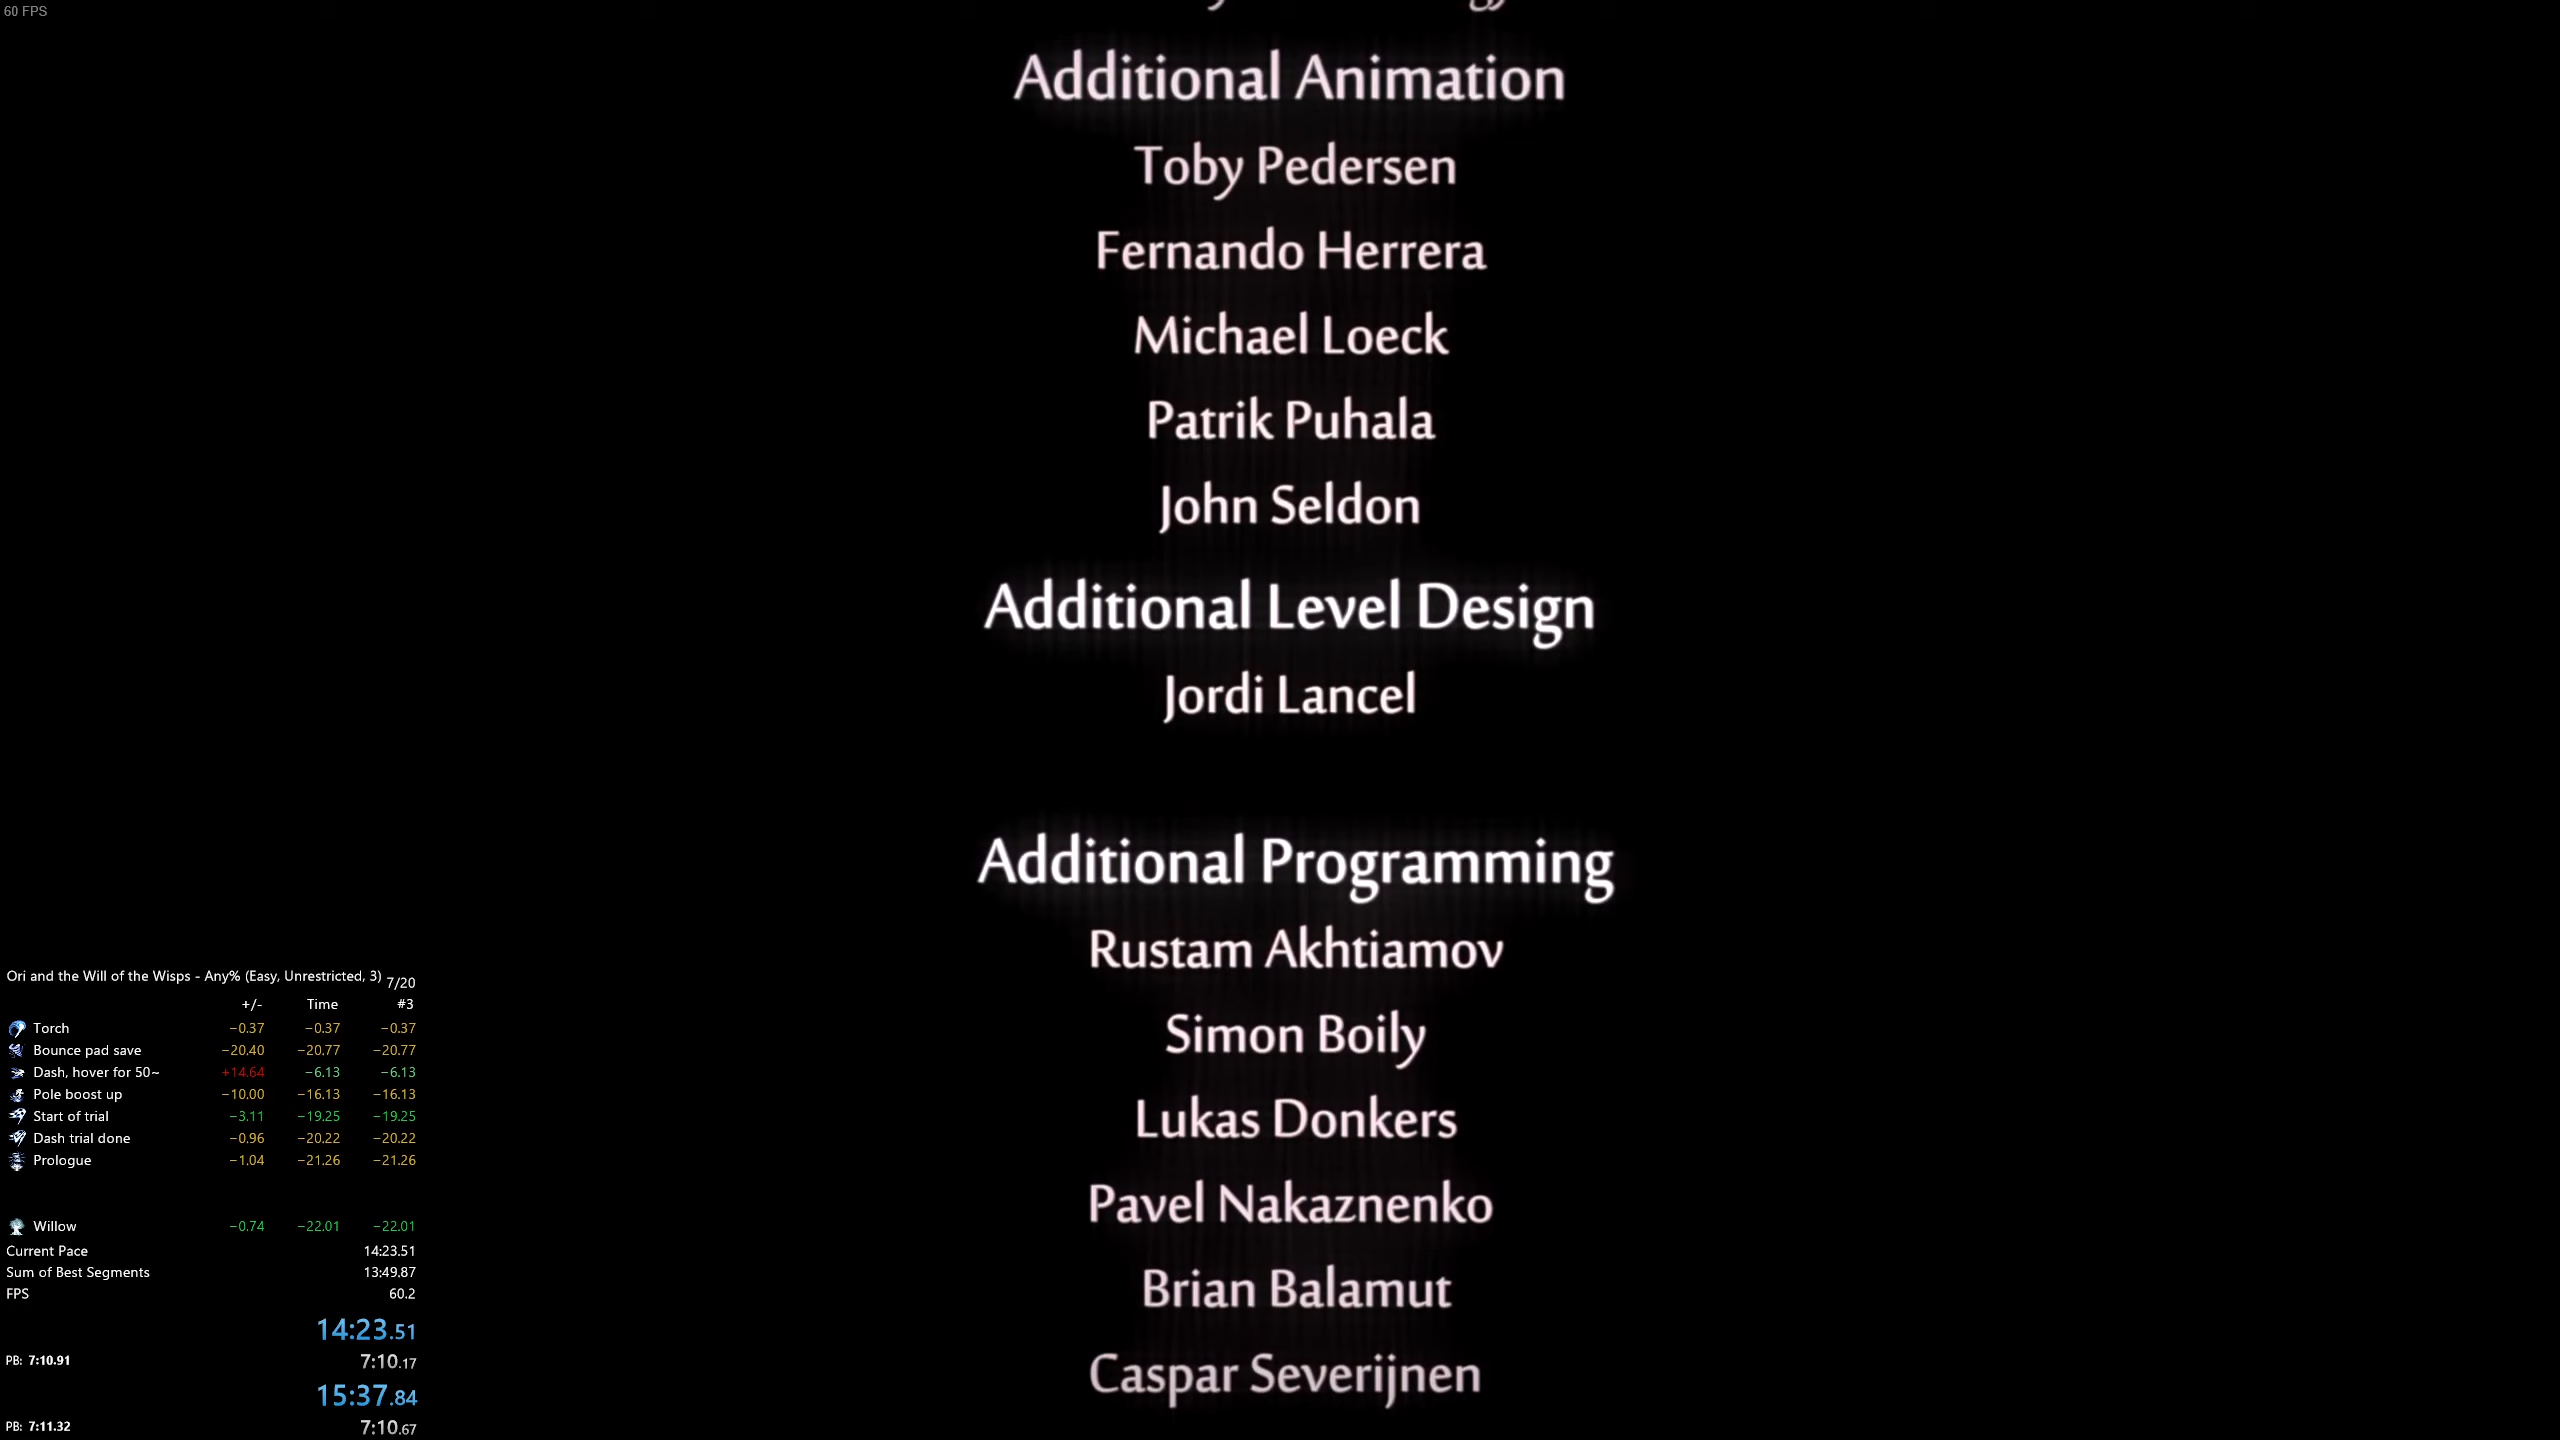 60 FPS
Additional Animation
Toby Pedersen
Fernando Herrera
Michael Loeck
Patrik Puhala
John Seldon
Additional Level Design
Jordi Lancel
Additional Programming
Rustam Akhtiamov
Simon Boily
Lukas Donkers
Pavel Nakaznenko
Brian Balamut
Caspar Severijnen
Ori and the Will of the Wisps - Any% (Easy, Unrestricted, 3) 7/20
+/- Time #3
Torch −0.37 −0.37 −0.37
Bounce pad save −20.40 −20.77 −20.77
Dash, hover for 50~ +14.64 −6.13 −6.13
Pole boost up −10.00 −16.13 −16.13
Start of trial −3.11 −19.25 −19.25
Dash trial done −0.96 −20.22 −20.22
Prologue −1.04 −21.26 −21.26
Willow −0.74 −22.01 −22.01
Current Pace 14:23.51
Sum of Best Segments 13:49.87
FPS 60.2
14:23.51
PB: 7:10.91 7:10.17
15:37.84
PB: 7:11.32 7:10.67